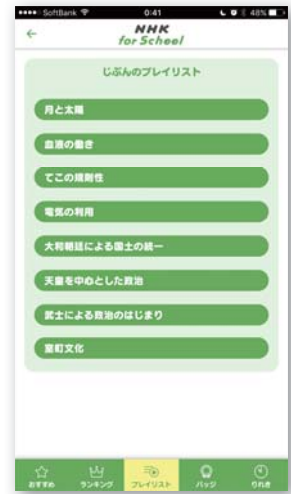 SoftBank 0:41 48%
NHK
for School
じぶんのプレイリスト
月と太陽
血液の働き
てこの規則性
電気の利用
大和朝廷による国土の統一
天皇を中心とした政治
武士による政治のはじまり
室町文化
おすすめ ランキング プレイリスト バッジ りれき